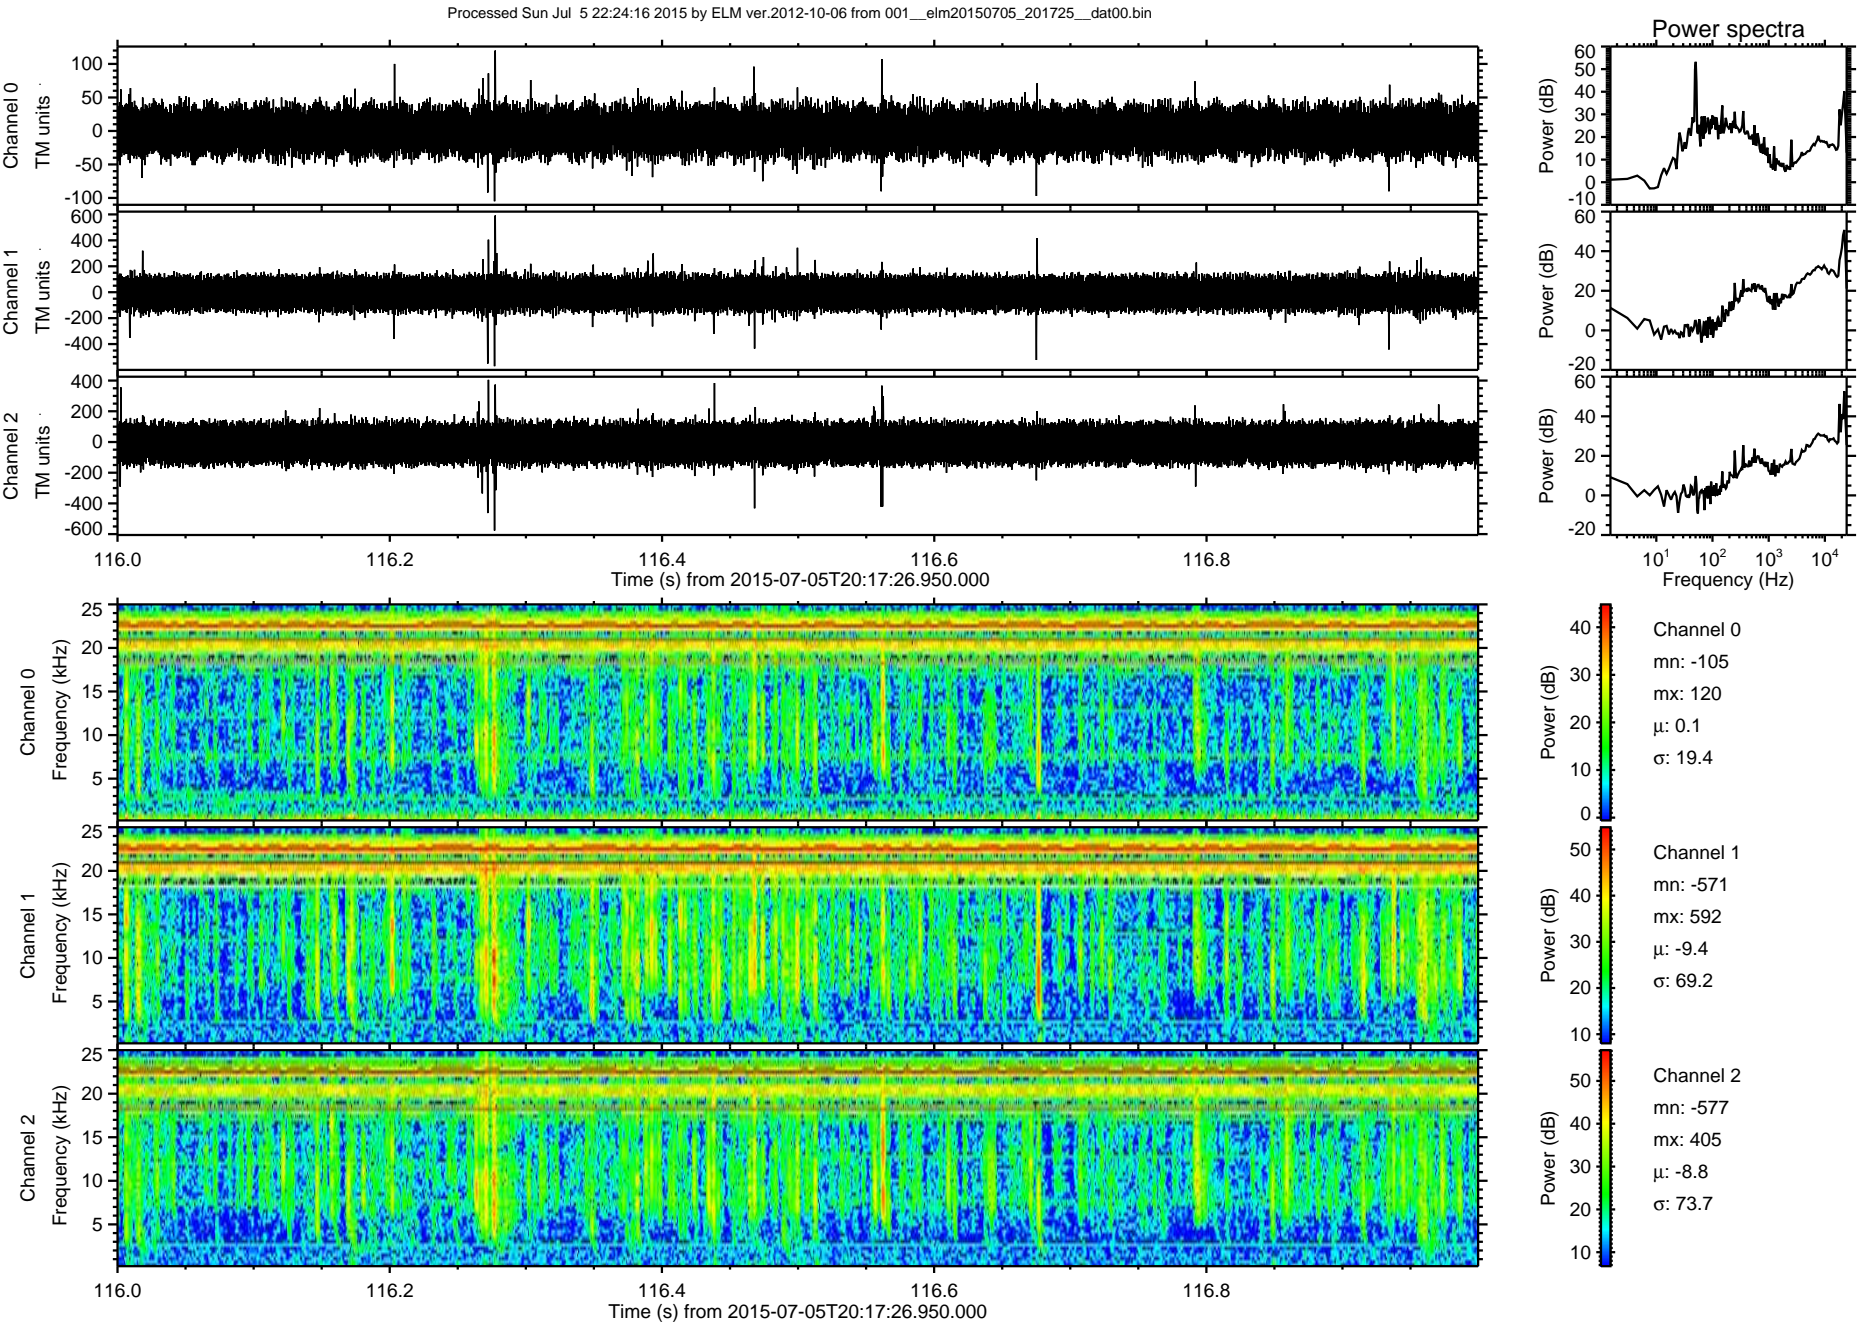 Processed Sun Jul  5 22:24:16 2015 by ELM ver.2012-10-06 from 001__elm20150705_201725__dat00.bin
Power spectra
Channel 0
TM units
100
50
0
-50
-100
Power (dB)
60
50
40
30
20
10
0
-10
Channel 1
TM units
600
400
200
0
-200
-400
Power (dB)
60
40
20
0
-20
Channel 2
TM units
400
200
0
-200
-400
-600
Power (dB)
60
40
20
0
-20
116.0 116.2 116.4 116.6 116.8
Time (s) from 2015-07-05T20:17:26.950.000
10^1 10^2 10^3 10^4
Frequency (Hz)
Channel 0
Frequency (kHz)
25
20
15
10
5
Power (dB)
40
30
20
10
0
Channel 0
mn: -105
mx: 120
μ: 0.1
σ: 19.4
Channel 1
Frequency (kHz)
25
20
15
10
5
Power (dB)
50
40
30
20
10
Channel 1
mn: -571
mx: 592
μ: -9.4
σ: 69.2
Channel 2
Frequency (kHz)
25
20
15
10
5
Power (dB)
50
40
30
20
10
Channel 2
mn: -577
mx: 405
μ: -8.8
σ: 73.7
116.0 116.2 116.4 116.6 116.8
Time (s) from 2015-07-05T20:17:26.950.000